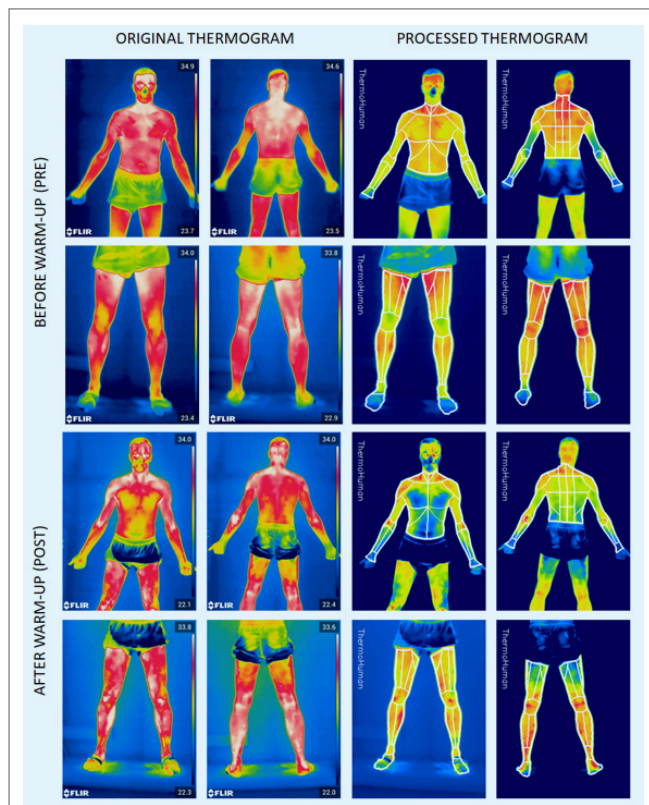 ORIGINAL THERMOGRAM PROCESSED THERMOGRAM
BEFORE WARM-UP (PRE)
34.9
34.6
ThermoHuman
ThermoHuman
FLIR
23.7
FLIR
23.5
34.0
33.8
ThermoHuman
ThermoHuman
FLIR
23.4
FLIR
22.9
AFTER WARM-UP (POST)
34.0
34.0
ThermoHuman
ThermoHuman
FLIR
22.1
FLIR
22.4
33.8
33.6
ThermoHuman
ThermoHuman
FLIR
22.3
FLIR
22.0